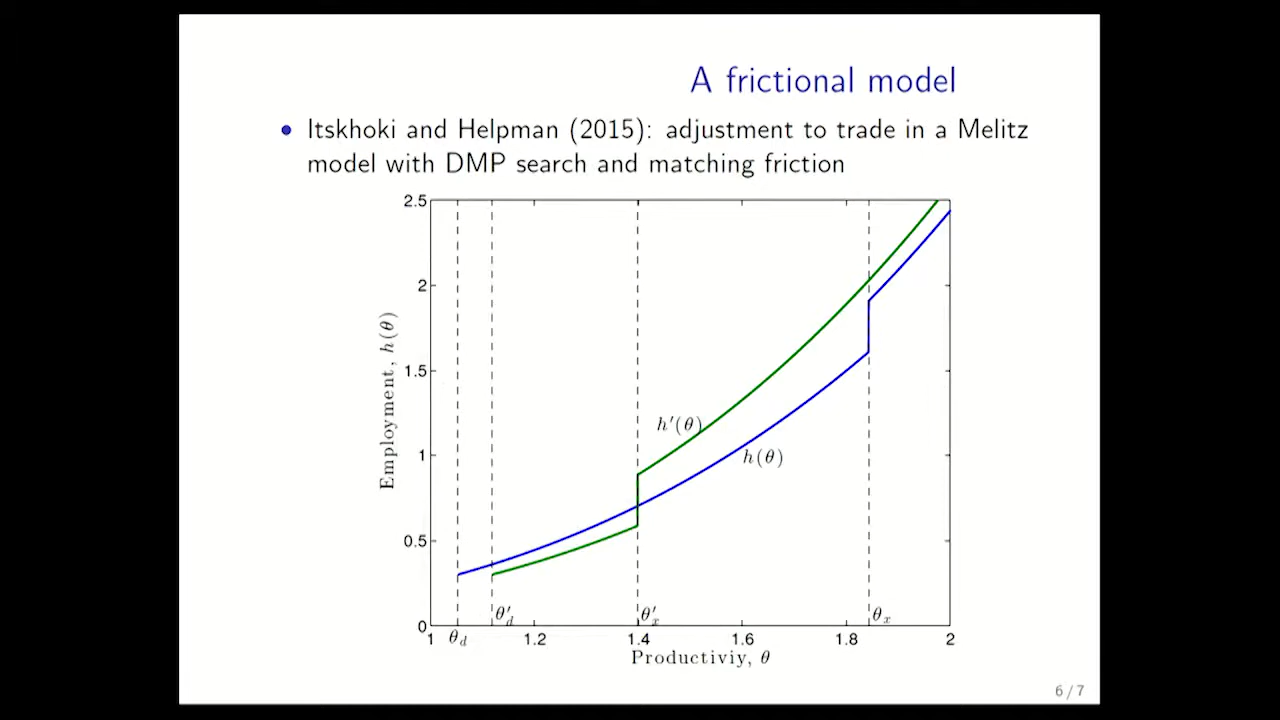 A frictional model
• Itskhoki and Helpman (2015): adjustment to trade in a Melitz
model with DMP search and matching friction
2.5
2
1.5
1
0.5
0
Employment, h(θ)
h′(θ)
h(θ)
θ′d
θ′x
θx
1 θd 1.2 1.4 1.6 1.8 2
Productiviy, θ
6 / 7